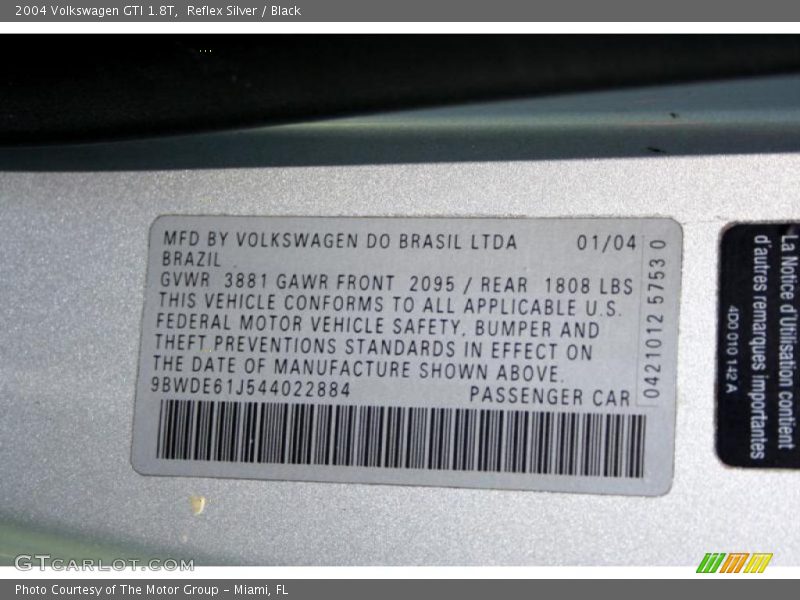 2004 Volkswagen GTI 1.8T,  Reflex Silver / Black
MFD BY VOLKSWAGEN DO BRASIL LTDA 01/04
BRAZIL
GVWR 3881 GAWR FRONT 2095 / REAR 1808 LBS
THIS VEHICLE CONFORMS TO ALL APPLICABLE U.S.
FEDERAL MOTOR VEHICLE SAFETY, BUMPER AND
THEFT PREVENTIONS STANDARDS IN EFFECT ON
THE DATE OF MANUFACTURE SHOWN ABOVE.
9BWDE61J544022884 PASSENGER CAR
0421012 5753 0
La Notice d'Utilisation contient
d'autres remarques importantes
4D0 010 142 A
GTCARLOT.COM
Photo Courtesy of The Motor Group - Miami, FL